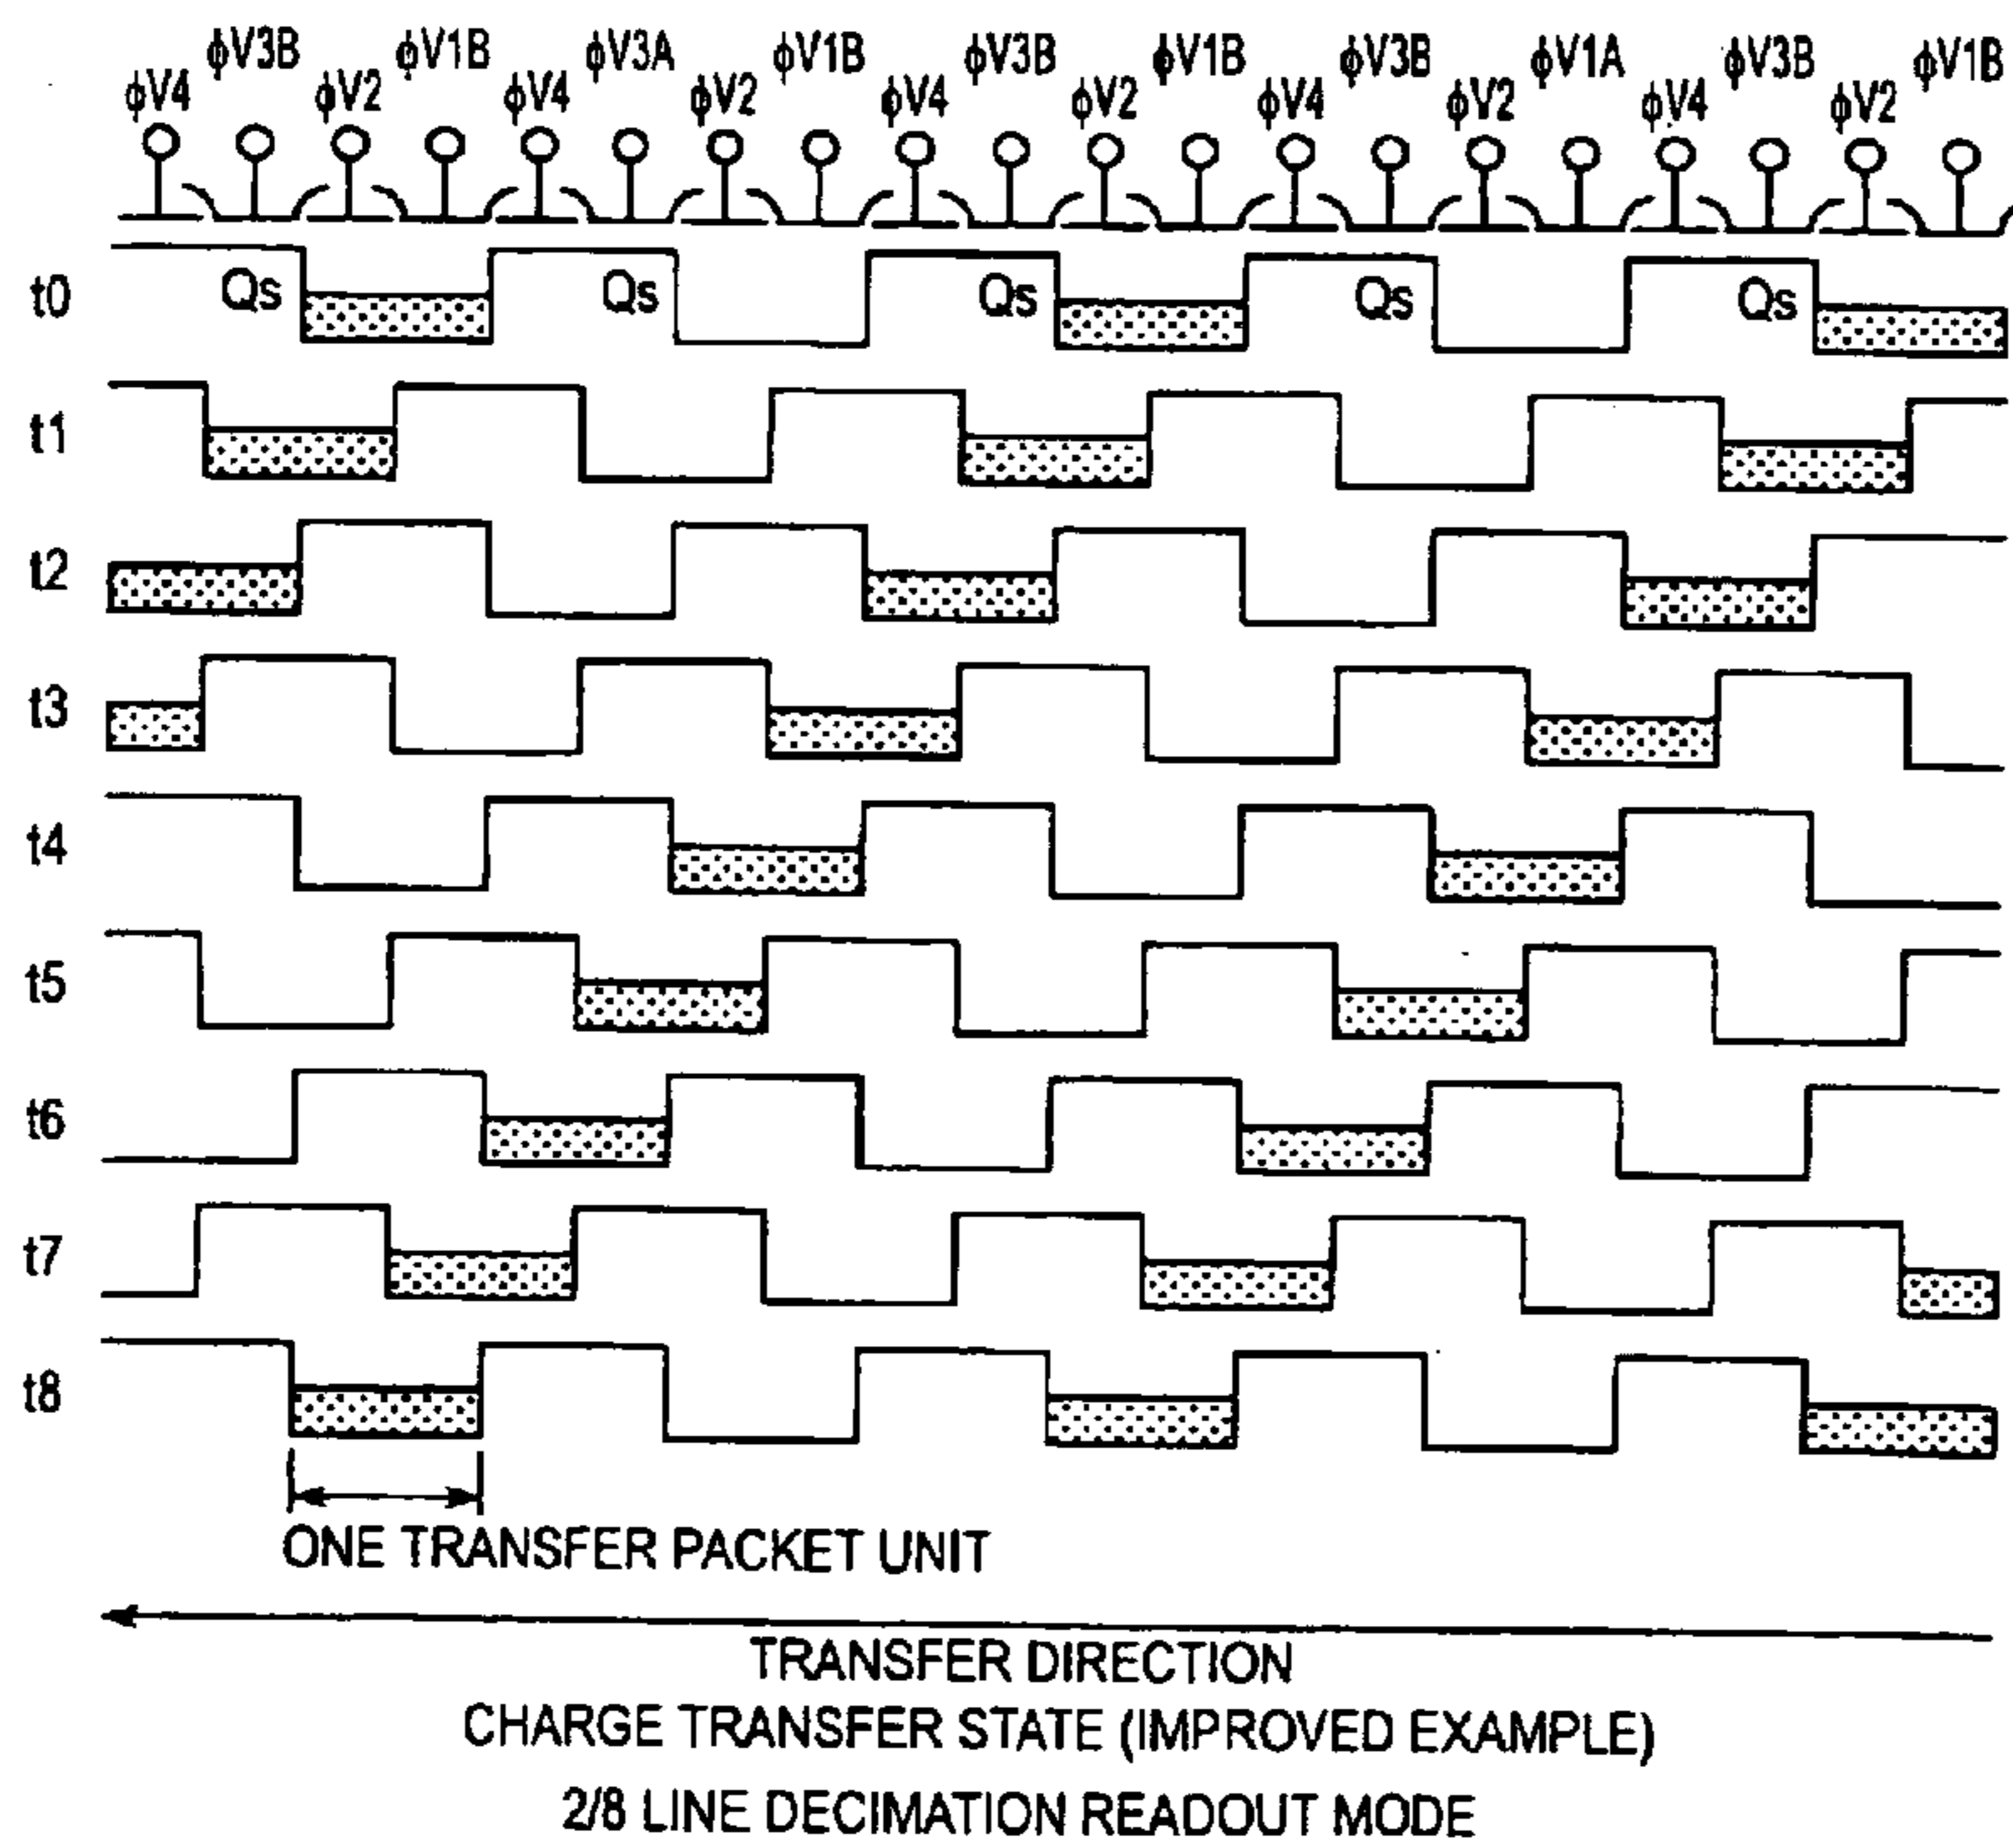 ϕV3B ϕV1B ϕV3A ϕV1B ϕV3B ϕV1B ϕV3B ϕV1A ϕV3B ϕV1B
ϕV4 ϕV2 ϕV4 ϕV2 ϕV4 ϕV2 ϕV4 ϕV2 ϕV4 ϕV2
t0 Qs Qs Qs Qs Qs
t1
t2
t3
t4
t5
t6
t7
t8
ONE TRANSFER PACKET UNIT
TRANSFER DIRECTION
CHARGE TRANSFER STATE (IMPROVED EXAMPLE)
2/8 LINE DECIMATION READOUT MODE